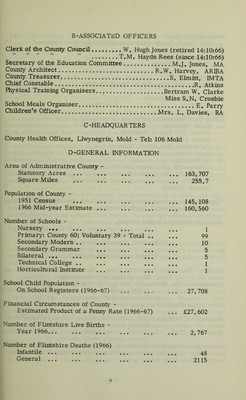 B-ASSOCIATED OFFICERS
Clerk of the County Council.........W, Hugh Jones (retired 14:10:66)
" " " " .........T.M, Haydn Rees (since 14:10:66)
Secretary of the Education Committee..............M.J, Jones, MA
County Architect..............................R.W, Harvey, ARIBA
County Treasurer..............................S, Elmitt, IMTA
Chief Constable..............................R, Atkins
Physical Training Organisers................Bertram W, Clarke
Miss S,N, Crosbie
School Meals Organiser..............................E, Parry
Children's Officer........................Mrs, L, Davies, BA
C-HEADQUARTERS
County Health Offices, Llwynegrin, Mold - Tel: 106 Mold
D-GENERAL INFORMATION
Area of Administrative County -
Statutory Acres ... ... ... ... ... 163,707
Square Miles ... ... ... ... ... 255.7
Population of County -
1951 Census ... ... ... ... ... 145,108
1966 Mid-year Estimate ... ... ... ... 160,560
Number of Schools -
Nursery ... ... ... ... ... ... 1
Primary: County 60; Voluntary 39 - Total .. ... 99
Secondary Modern .. ... ... ... ... 10
Secondary Grammar ... ... ... ... 5
Bilateral ... ... ... ... ... ... 5
Technical College .. ... ... ... ... 1
Horticultural Institute ... ... ... ... 1
School Child Population -
On School Registers (1966-67) ... ... ... 27,708
Financial Circumstances of County -
Estimated Product of a Penny Rate (1966-67) ... £27,602
Number of Flintshire Live Births -
Year 1966... ... ... ... ... ... 2,767
Number of Flintshire Deaths (1966)
Infantile ... ... ... ... ... ... 48
General ... ... ... ... ... ... 2115